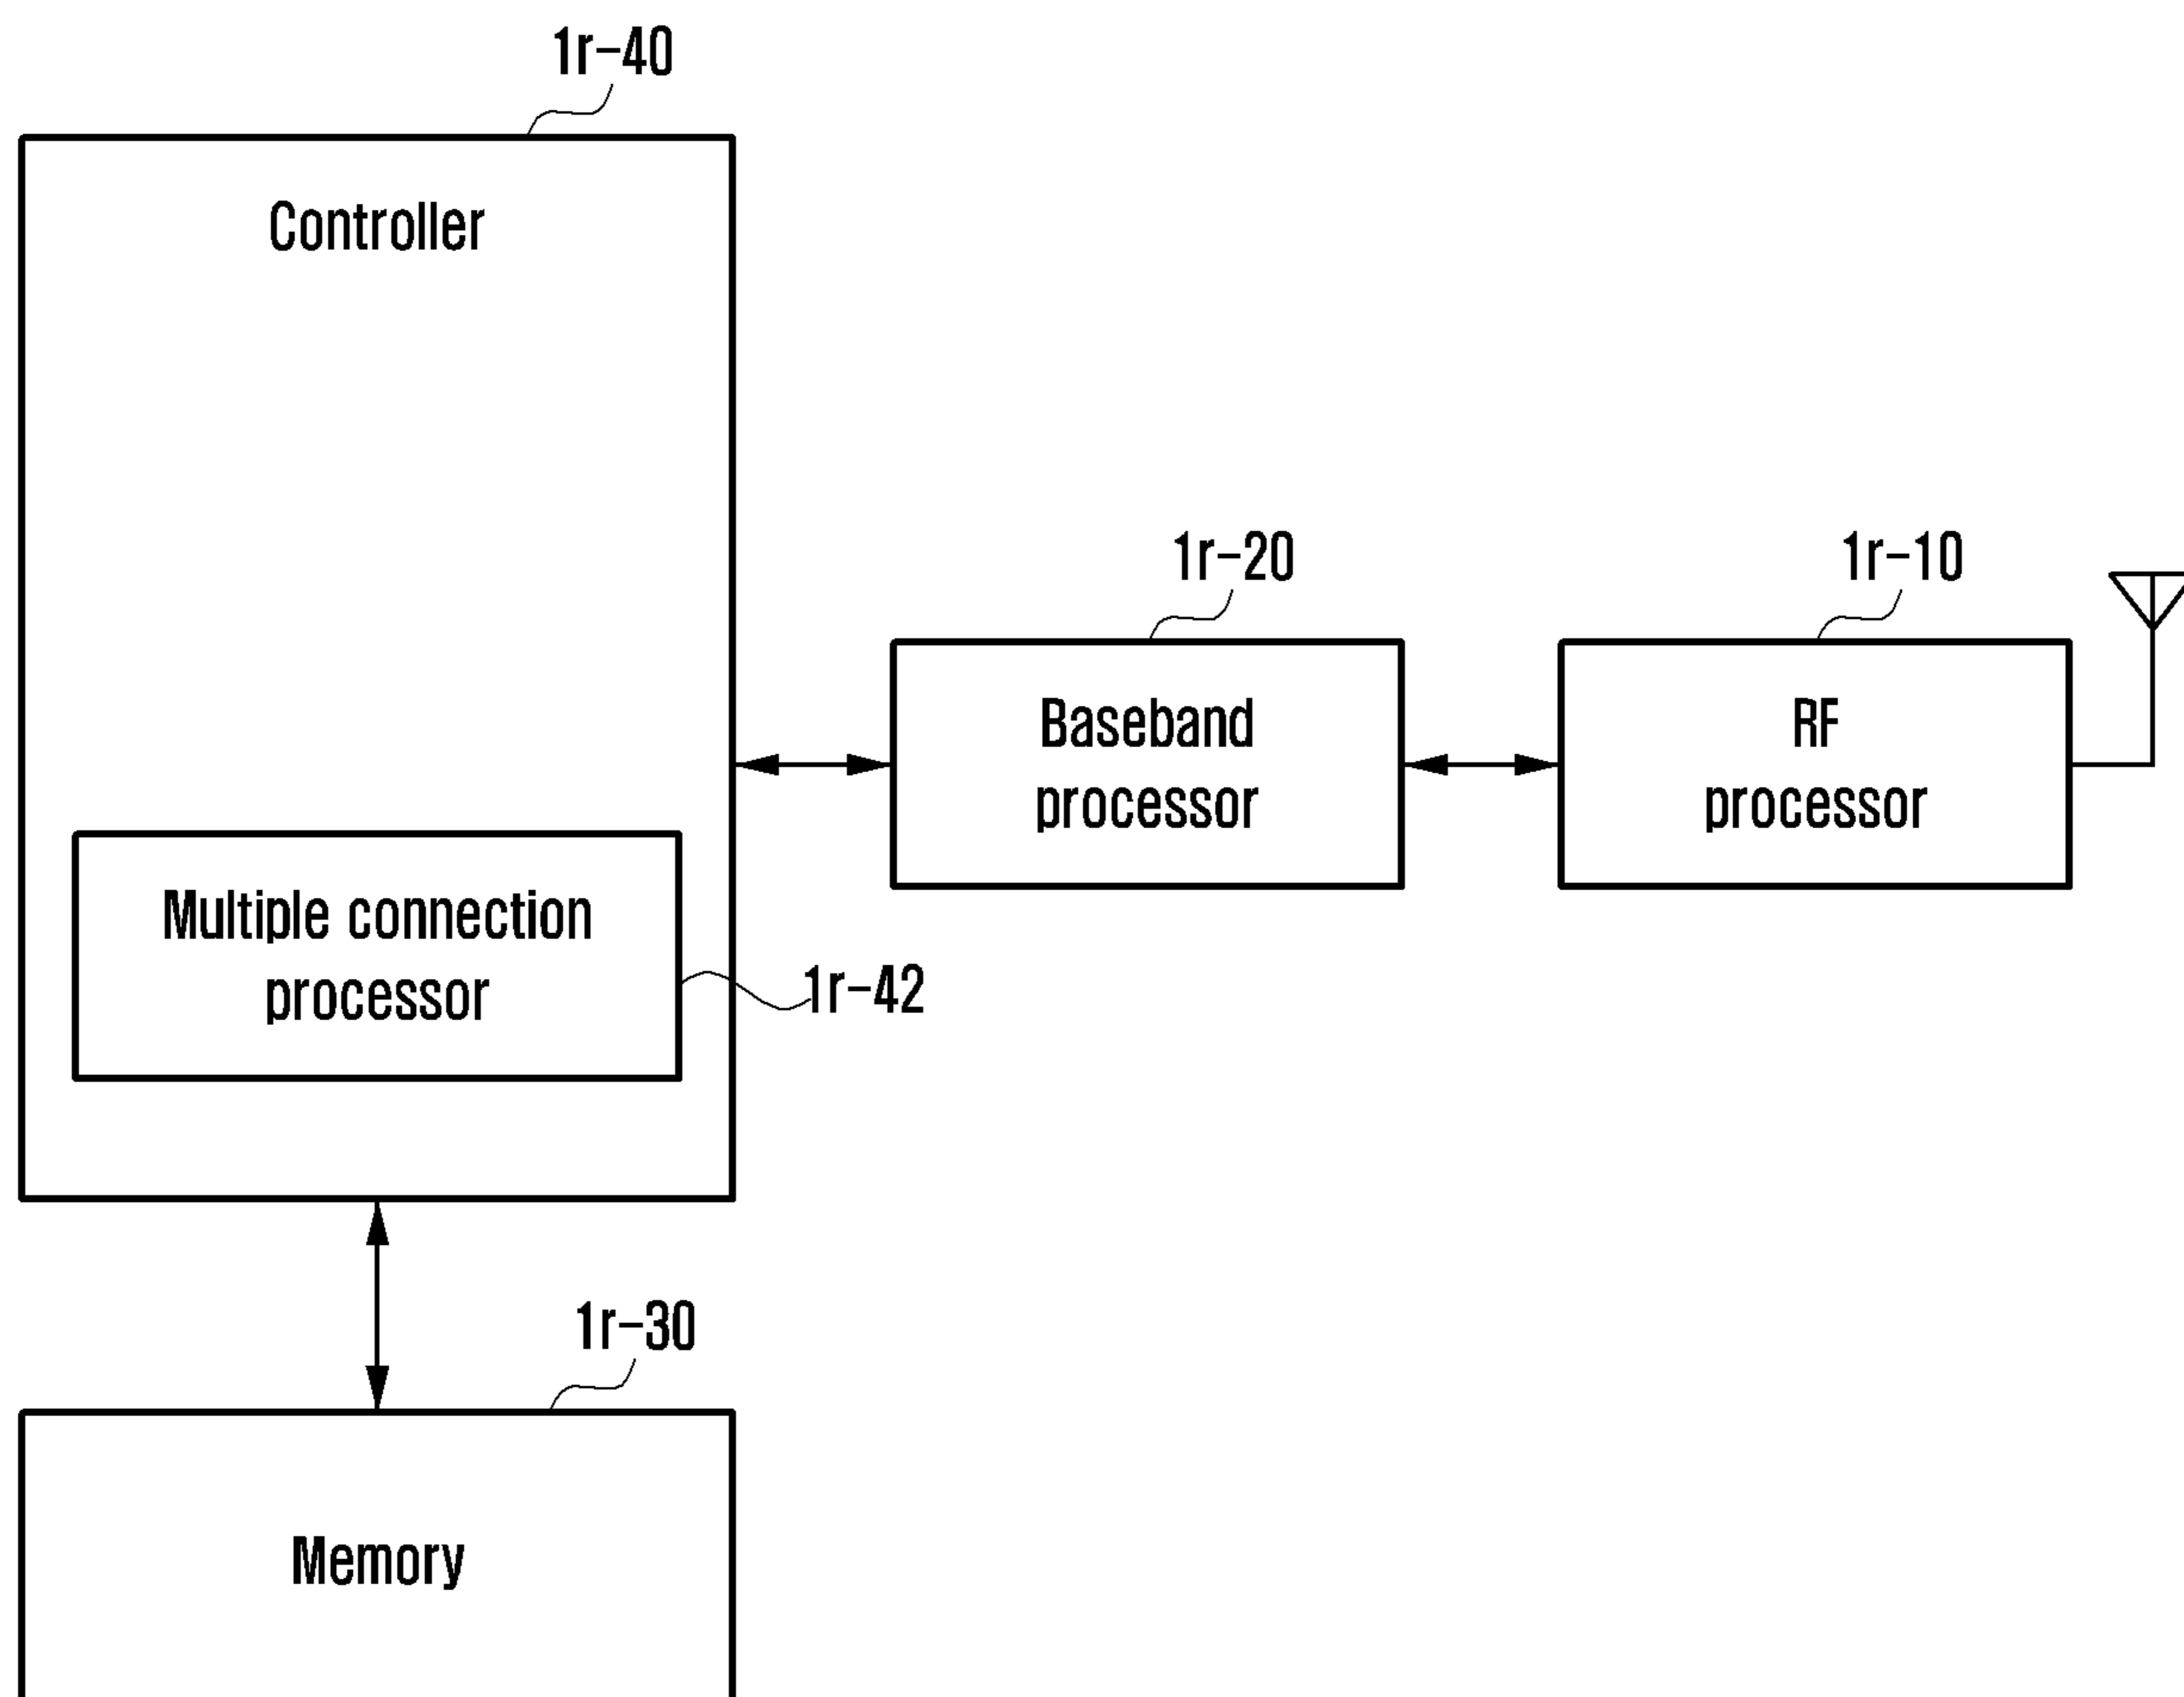 1r-40
Controller
1r-20
1r-10
Baseband
processor
RF
processor
Multiple connection
processor
1r-42
1r-30
Memory